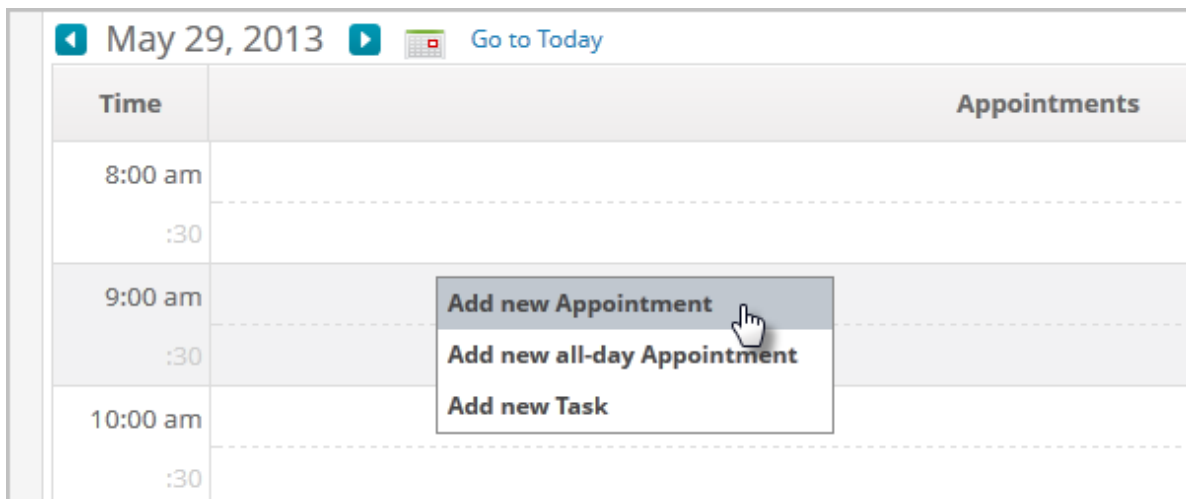 May 29, 2013 Go to Today
Time Appointments
8:00 am
:30
9:00 am
Add new Appointment
:30
Add new all-day Appointment
Add new Task
10:00 am
:30